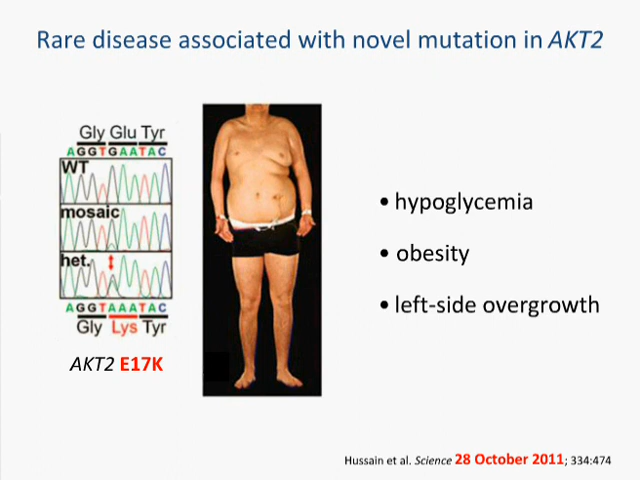 Rare disease associated with novel mutation in AKT2
Gly Glu Tyr
AGGTGAATAC
WT
mosaic
het.
AGGTAAATAC
Gly Lys Tyr
AKT2 E17K
• hypoglycemia
• obesity
• left-side overgrowth
Hussain et al. Science 28 October 2011; 334:474